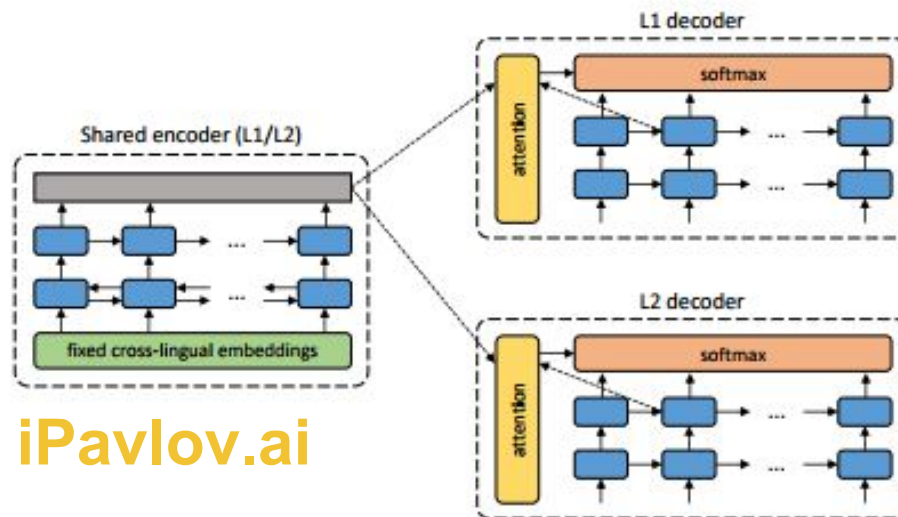 Shared encoder (L1/L2)
...
...
fixed cross-lingual embeddings
iPavlov.ai
L1 decoder
attention
softmax
...
...
L2 decoder
attention
softmax
...
...